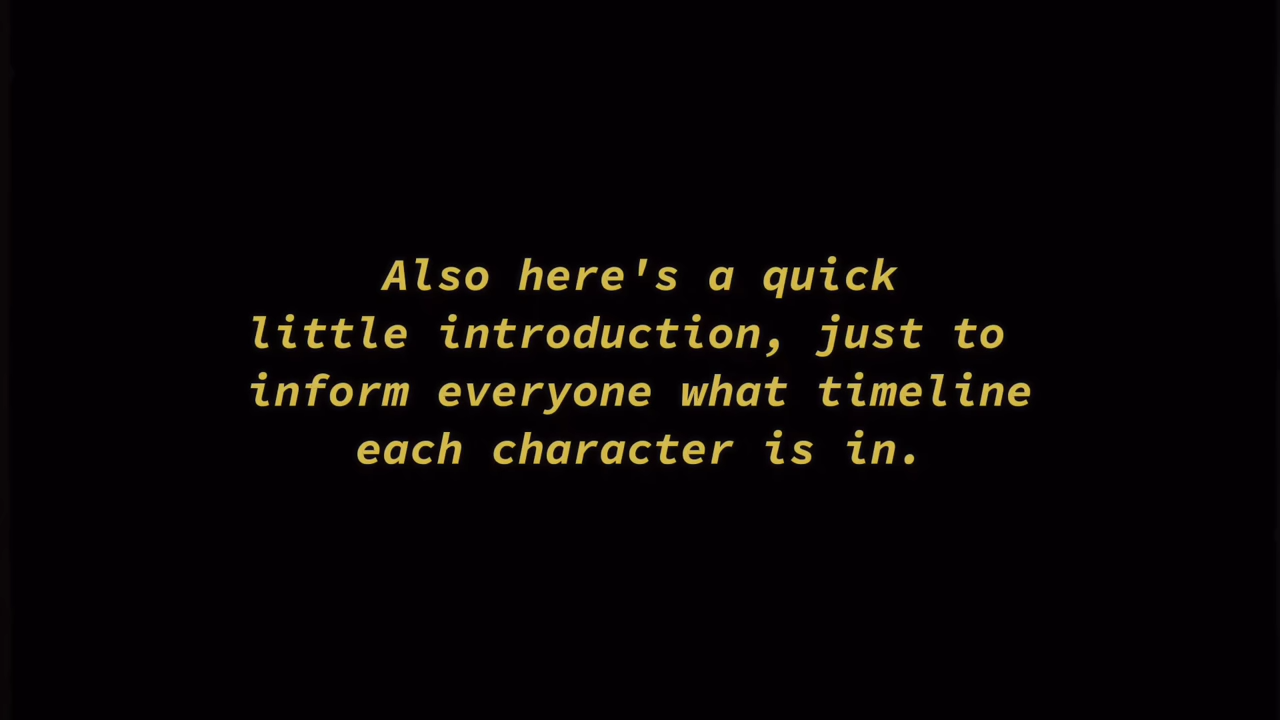 Also here's a quick
little introduction, just to
inform everyone what timeline
each character is in.